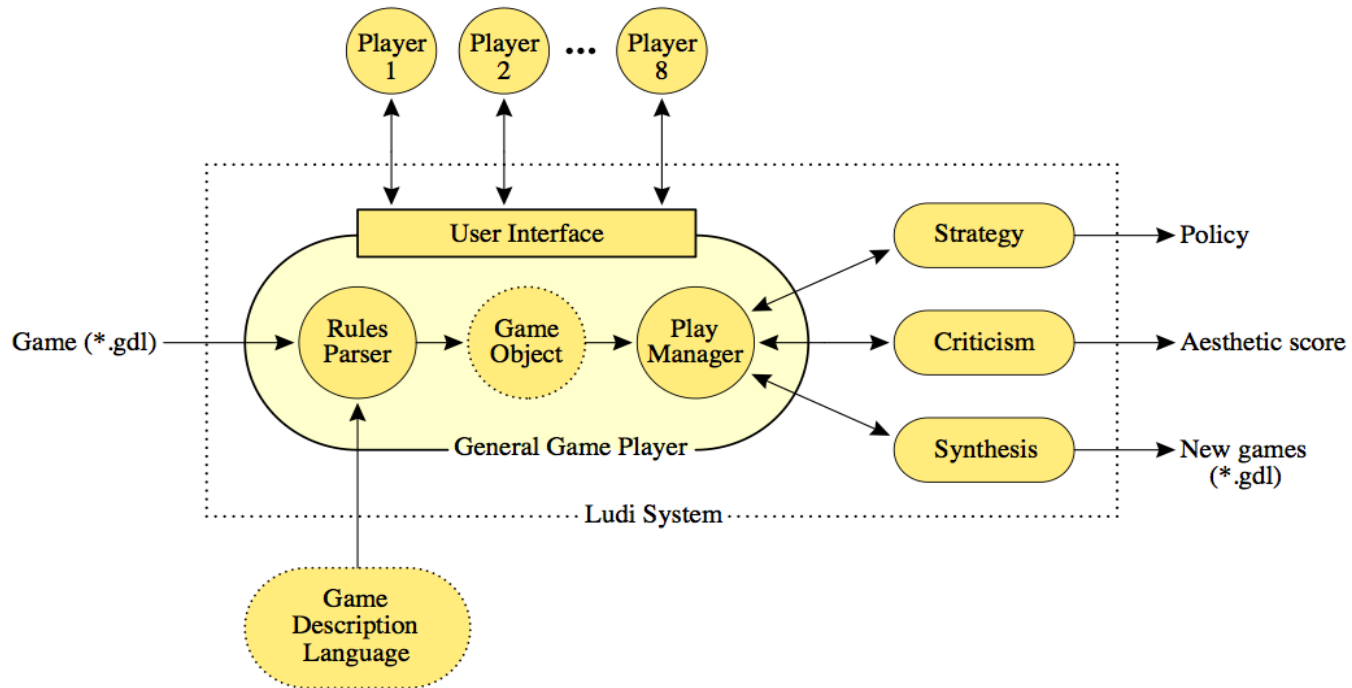 Player
1
Player
2
...
Player
8
User Interface
Strategy
Policy
Game (*.gdl)
Rules
Parser
Game
Object
Play
Manager
Criticism
Aesthetic score
General Game Player
Synthesis
New games
(*.gdl)
Ludi System
Game
Description
Language